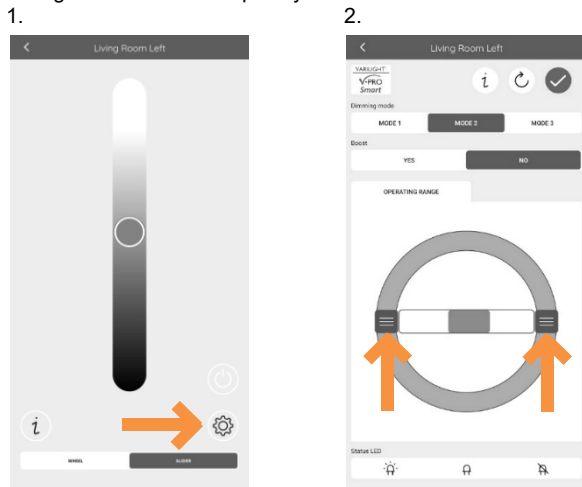 1.
2.
Living Room Left
i
WHEEL
SLIDER
Living Room Left
VARILIGHT
V-PRO
Smart
i
Dimming mode
MODE 1
MODE 2
MODE 3
Boost
YES
NO
OPERATING RANGE
Status LED